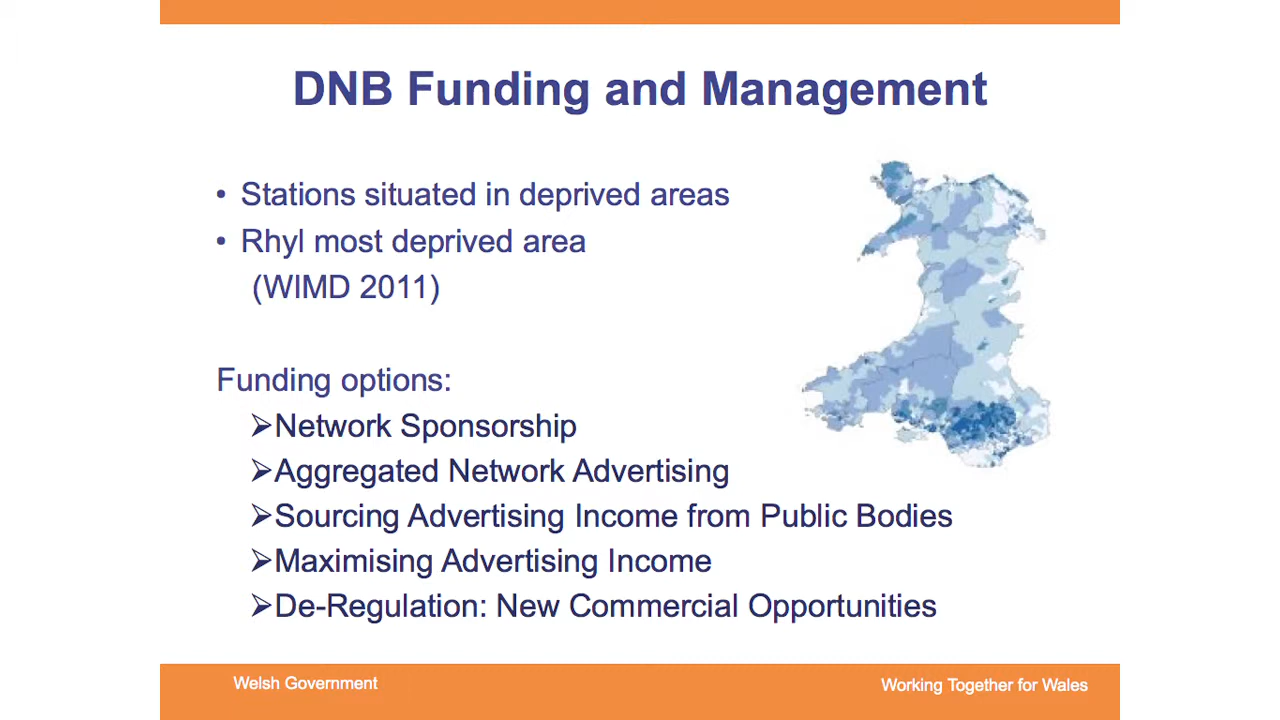 DNB Funding and Management
• Stations situated in deprived areas
• Rhyl most deprived area
(WIMD 2011)
Funding options:
➢Network Sponsorship
➢Aggregated Network Advertising
➢Sourcing Advertising Income from Public Bodies
➢Maximising Advertising Income
➢De-Regulation: New Commercial Opportunities
Welsh Government
Working Together for Wales